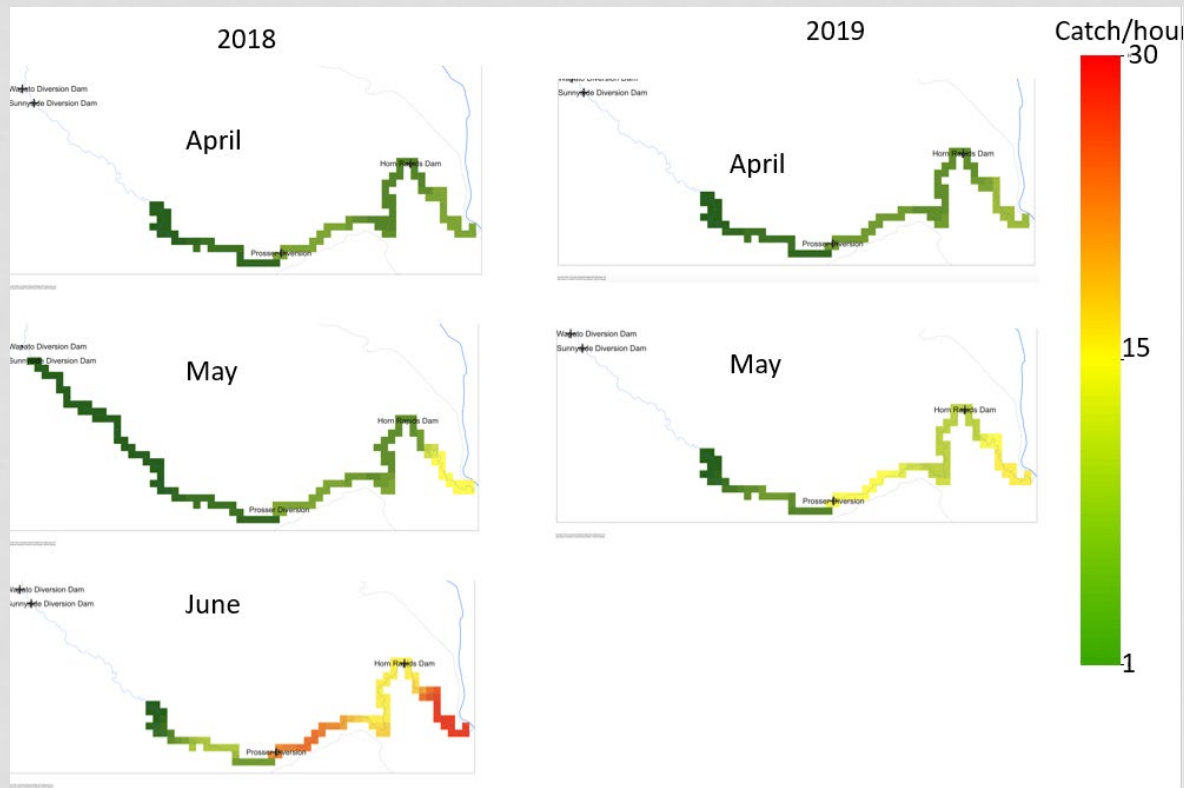 2018
2019
Catch/hour
30
15
1
Wapato Diversion Dam
Sunnyside Diversion Dam
April
Horn Rapids Dam
Prosser Diversion
Sunnyside Diversion Dam
April
Horn Rapids Dam
Prosser Diversion
Wapato Diversion Dam
Sunnyside Diversion Dam
May
Horn Rapids Dam
Prosser Diversion
Wapato Diversion Dam
Sunnyside Diversion Dam
May
Horn Rapids Dam
Prosser Diversion
Wapato Diversion Dam
Sunnyside Diversion Dam
June
Horn Rapids Dam
Prosser Diversion